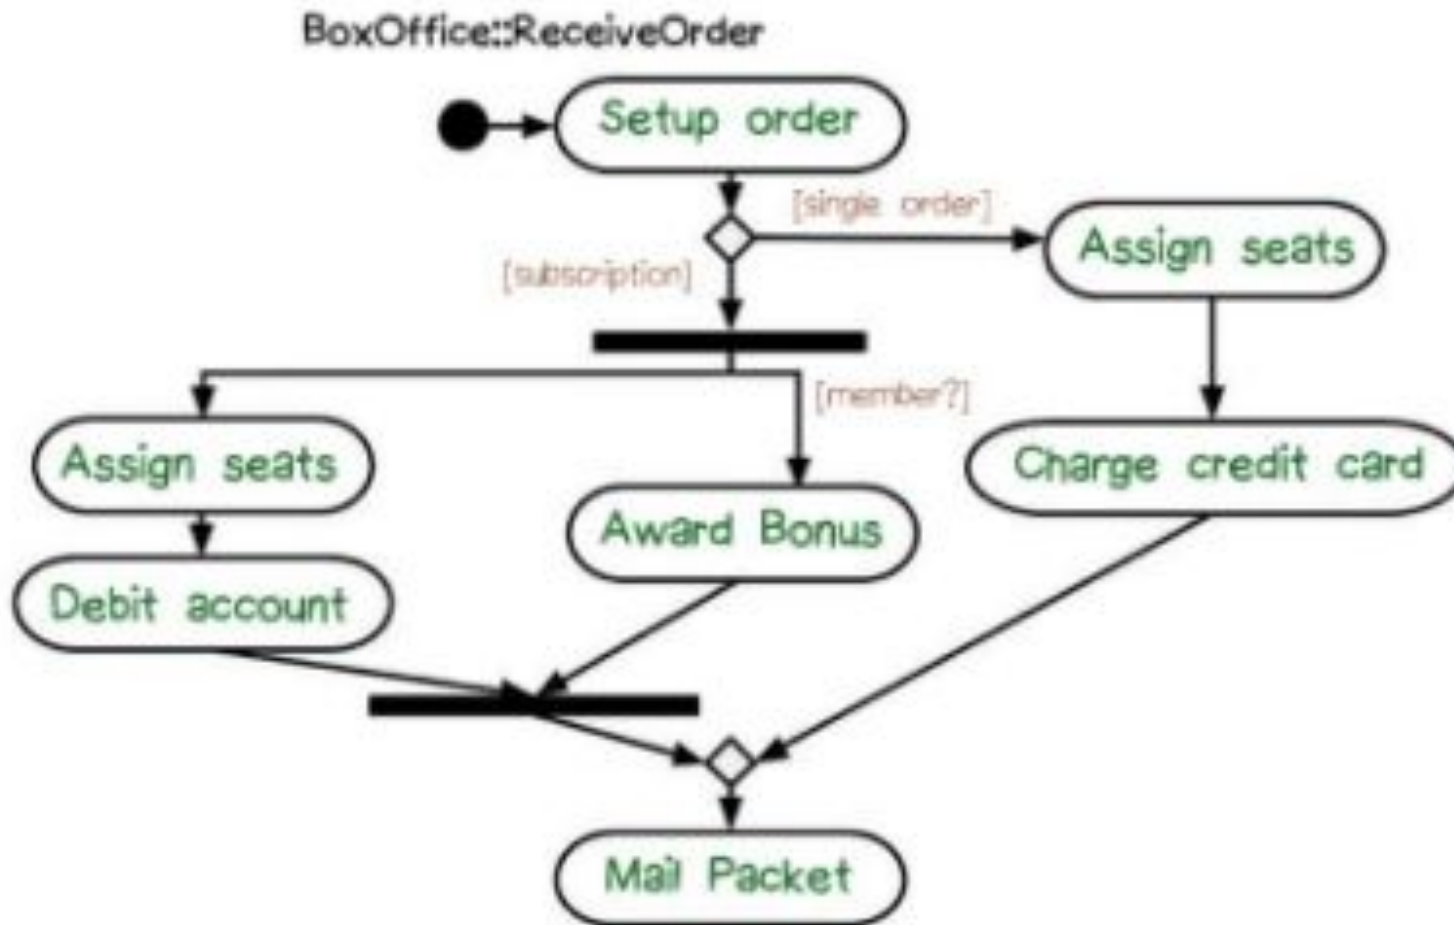 BoxOffice::ReceiveOrder
Setup order
[single order]
Assign seats
[subscription]
[member?]
Assign seats
Charge credit card
Award Bonus
Debit account
Mail Packet